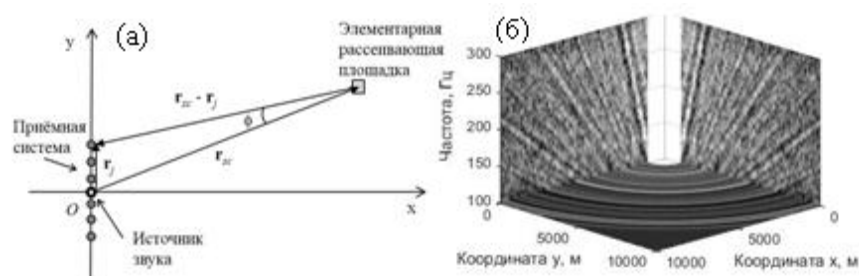 y
(а)
Элементарная
рассеивающая
площадка
r_sc - r_j
ϕ
Приёмная
система
r_j
r_sc
O
x
Источник
звука
(б)
Частота, Гц
300
250
200
150
100
0
5000
10000
Координата y, м
10000
5000
0
Координата x, м